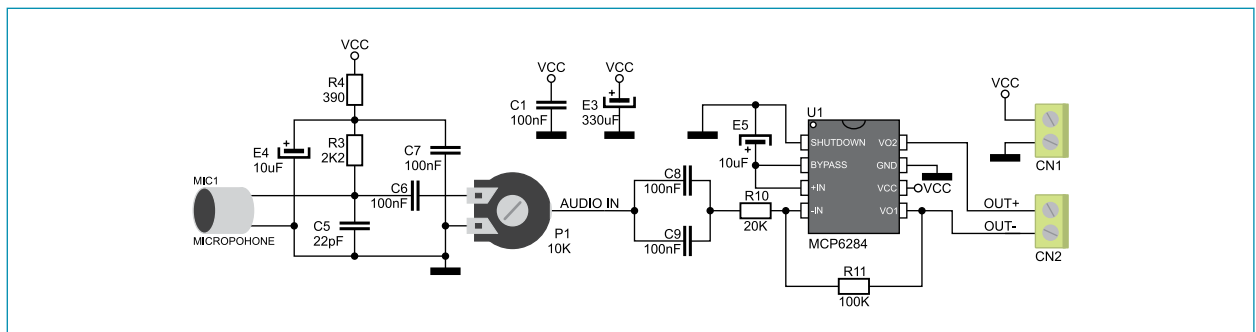 VCC
R4
390
E4
+
10uF
R3
2K2
C7
100nF
MIC1
MICROPOHONE
C5
22pF
C6
100nF
VCC
C1
100nF
VCC
E3
+
330uF
P1
10K
AUDIO IN
C8
100nF
C9
100nF
R10
20K
E5
+
10uF
U1
SHUTDOWN
BYPASS
+IN
-IN
VO2
GND
VCC
VO1
MCP6284
VCC
R11
100K
VCC
CN1
OUT+
OUT-
CN2